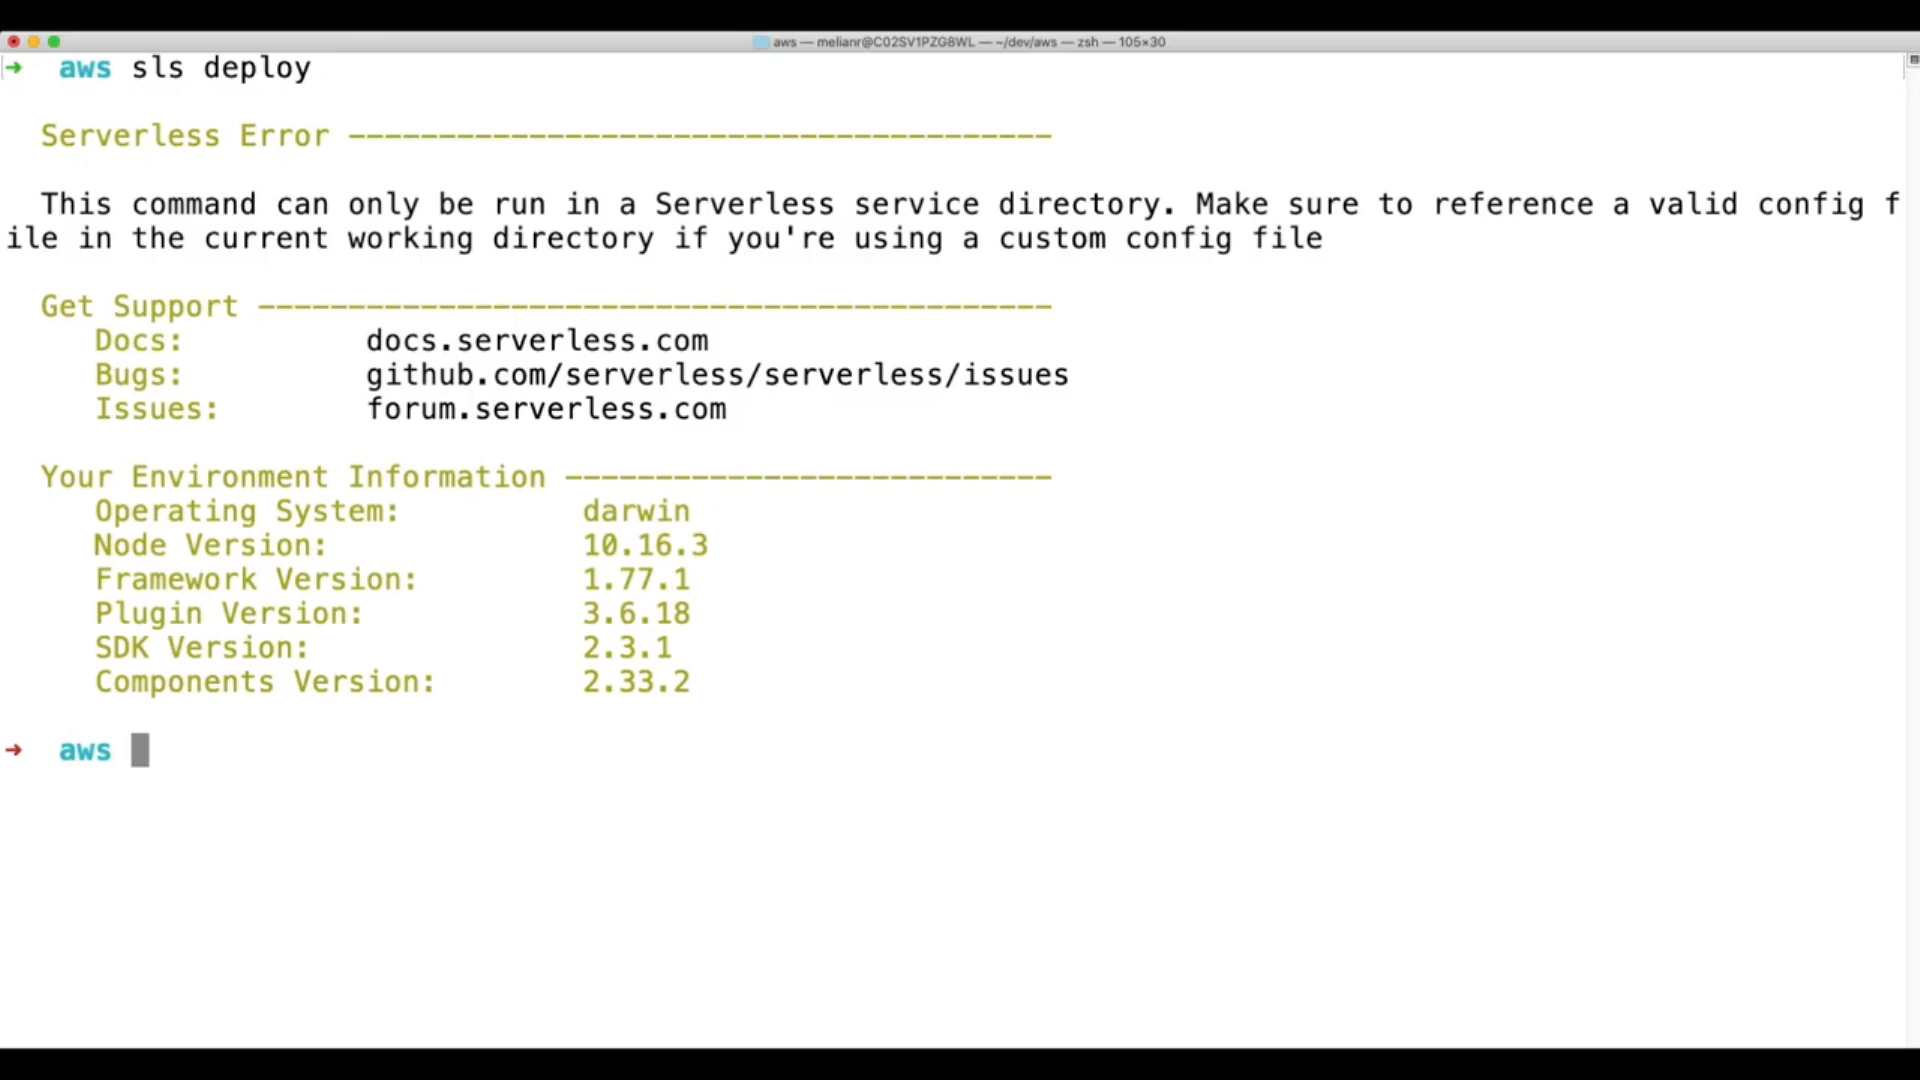 aws — melianr@C02SV1PZG8WL — ~/dev/aws — zsh — 105×30
→ aws sls deploy
Serverless Error ---------------------------------------
This command can only be run in a Serverless service directory. Make sure to reference a valid config f
ile in the current working directory if you're using a custom config file
Get Support --------------------------------------------
Docs: docs.serverless.com
Bugs: github.com/serverless/serverless/issues
Issues: forum.serverless.com
Your Environment Information ---------------------------
Operating System: darwin
Node Version: 10.16.3
Framework Version: 1.77.1
Plugin Version: 3.6.18
SDK Version: 2.3.1
Components Version: 2.33.2
→ aws